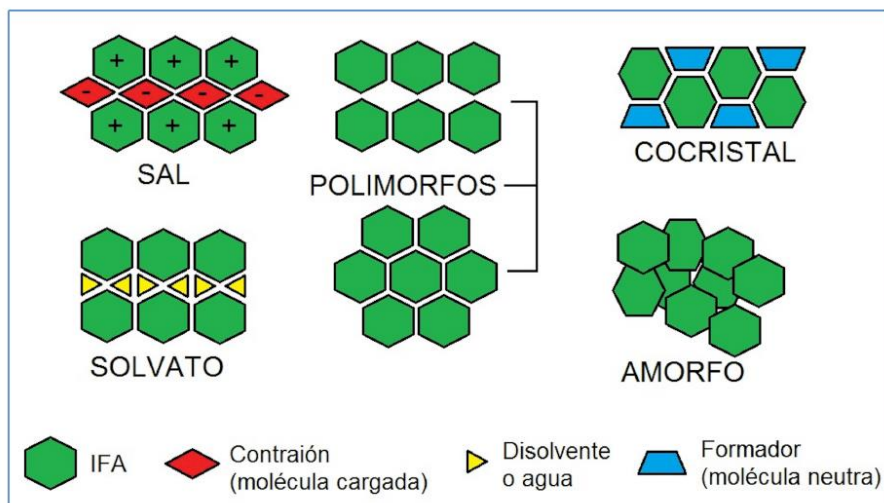 + + +
- - - -
+ + +
SAL
POLIMORFOS
COCRISTAL
SOLVATO
AMORFO
IFA
Contraión
(molécula cargada)
Disolvente
o agua
Formador
(molécula neutra)